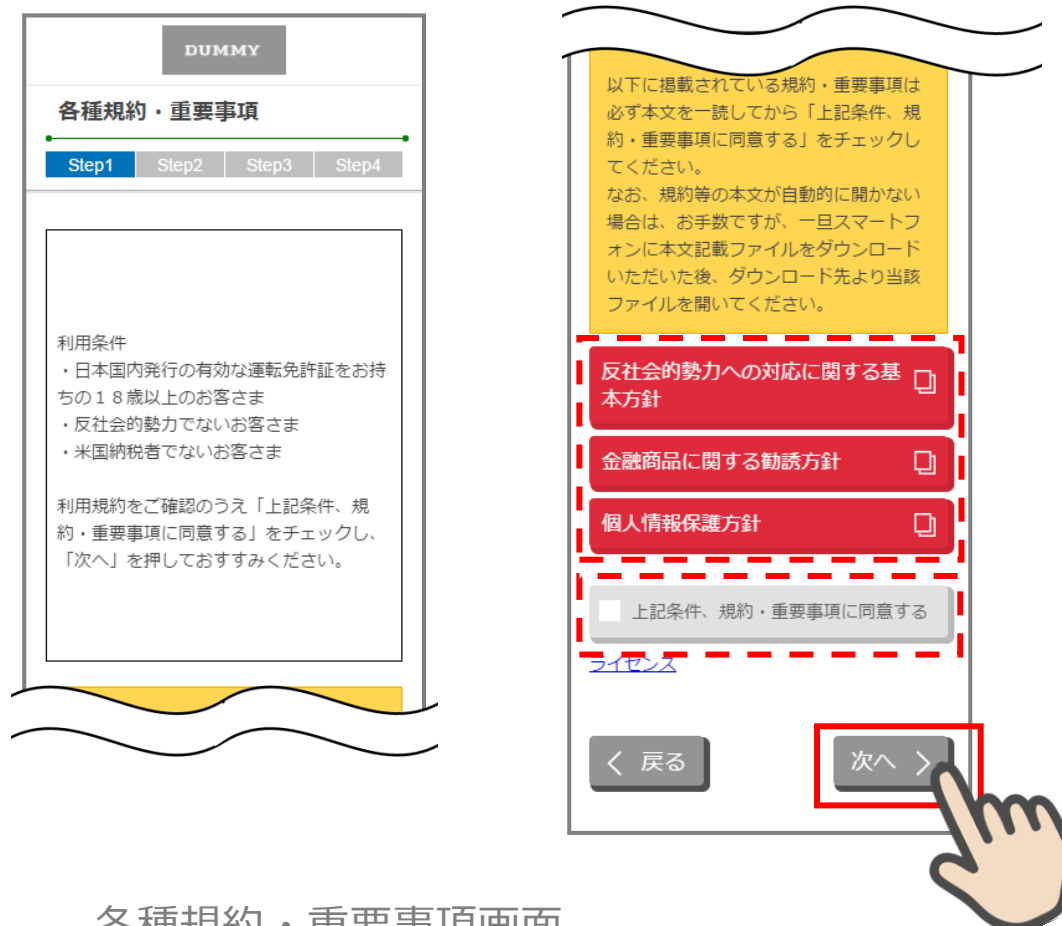 DUMMY
各種規約・重要事項
Step1 Step2 Step3 Step4
利用条件
・日本国内発行の有効な運転免許証をお持
ちの１８歳以上のお客さま
・反社会的勢力でないお客さま
・米国納税者でないお客さま
利用規約をご確認のうえ「上記条件、規
約・重要事項に同意する」をチェックし、
「次へ」を押しておすすみください。
以下に掲載されている規約・重要事項は
必ず本文を一読してから「上記条件、規
約・重要事項に同意する」をチェックし
てください。
なお、規約等の本文が自動的に開かない
場合は、お手数ですが、一旦スマートフ
ォンに本文記載ファイルをダウンロード
いただいた後、ダウンロード先より当該
ファイルを開いてください。
反社会的勢力への対応に関する基
本方針
金融商品に関する勧誘方針
個人情報保護方針
上記条件、規約・重要事項に同意する
ライセンス
戻る
次へ
各種規約・重要事項画面